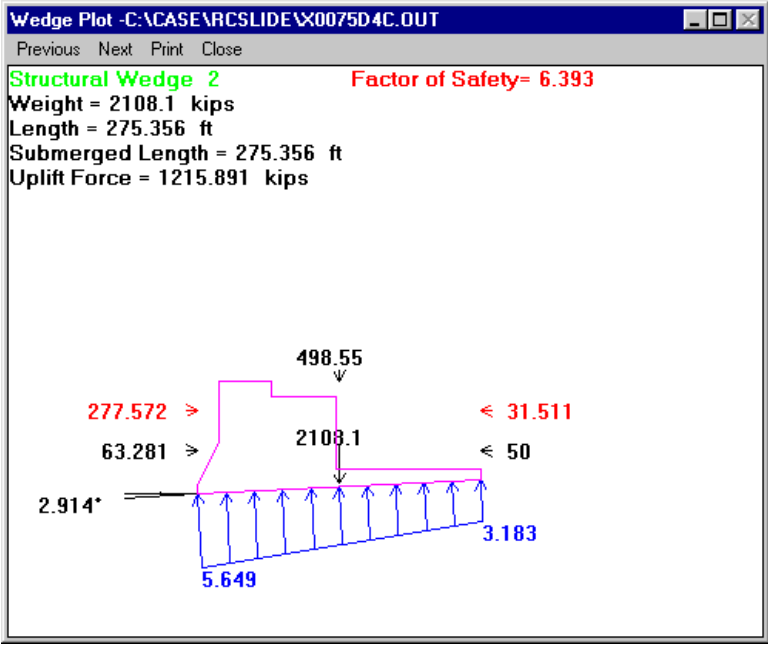 Wedge Plot -C:\CASE\RCSLIDE\X0075D4C.OUT
Previous Next Print Close
Structural Wedge 2 Factor of Safety= 6.393
Weight = 2108.1 kips
Length = 275.356 ft
Submerged Length = 275.356 ft
Uplift Force = 1215.891 kips
498.55
277.572 31.511
63.281 2108.1 50
2.914°
3.183
5.649